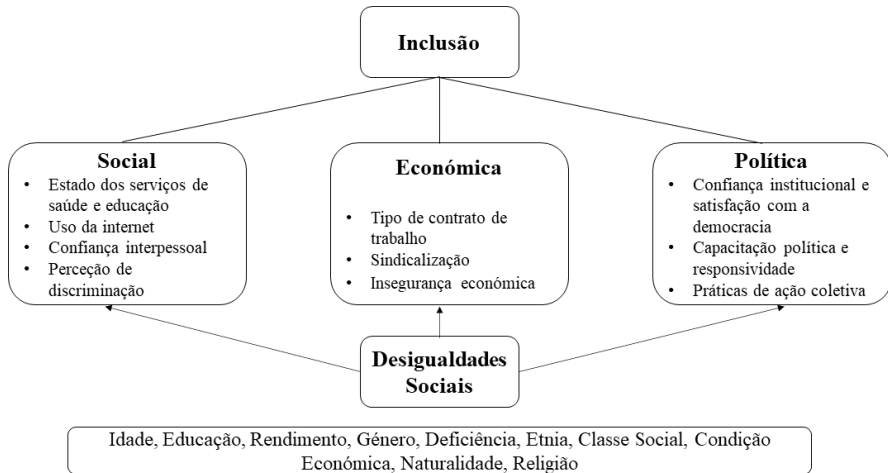 Inclusão
Social
• Estado dos serviços de
saúde e educação
• Uso da internet
• Confiança interpessoal
• Perceção de
discriminação
Económica
• Tipo de contrato de
trabalho
• Sindicalização
• Insegurança económica
Política
• Confiança institucional e
satisfação com a
democracia
• Capacitação política e
responsividade
• Práticas de ação coletiva
Desigualdades
Sociais
Idade, Educação, Rendimento, Género, Deficiência, Etnia, Classe Social, Condição
Económica, Naturalidade, Religião